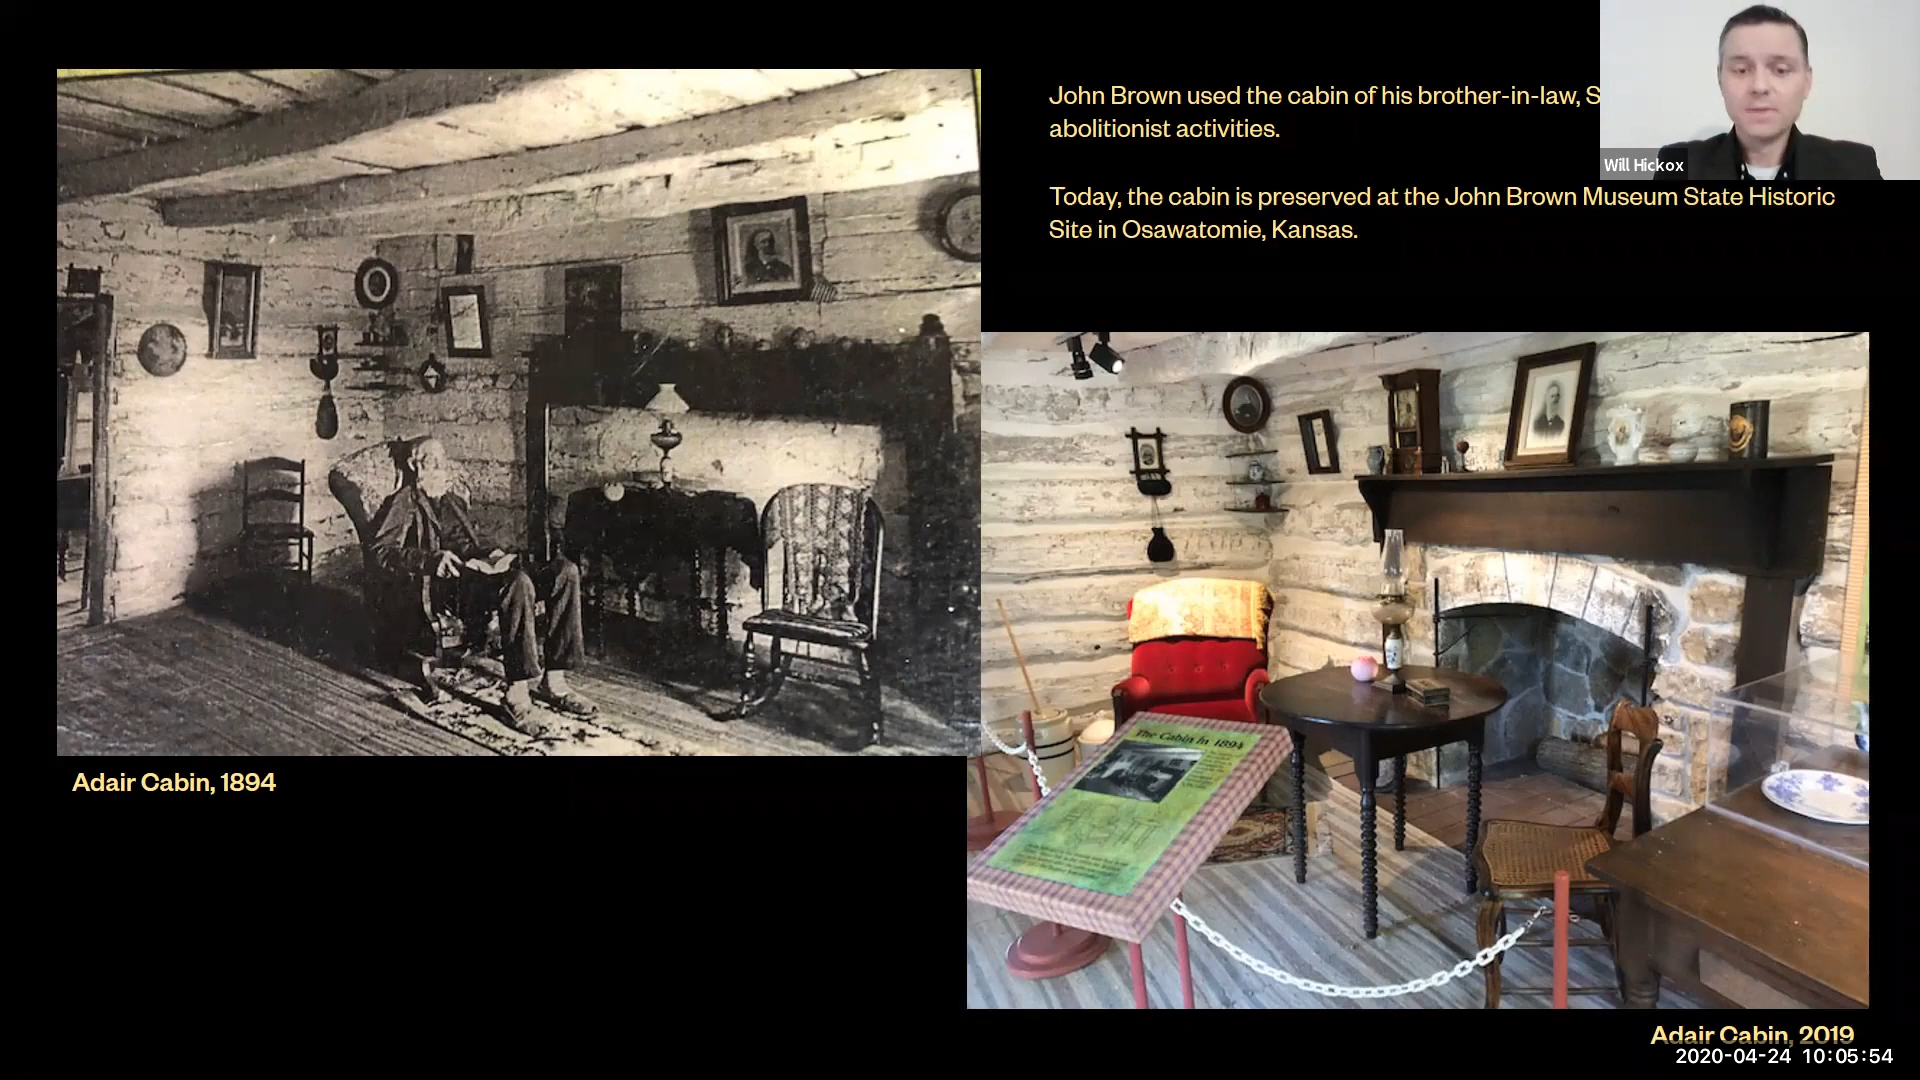 John Brown used the cabin of his brother-in-law, S
abolitionist activities.
Will Hickox
Today, the cabin is preserved at the John Brown Museum State Historic
Site in Osawatomie, Kansas.
The Cabin in 1894
Adair Cabin, 1894
Adair Cabin, 2019
2020-04-24 10:05:54